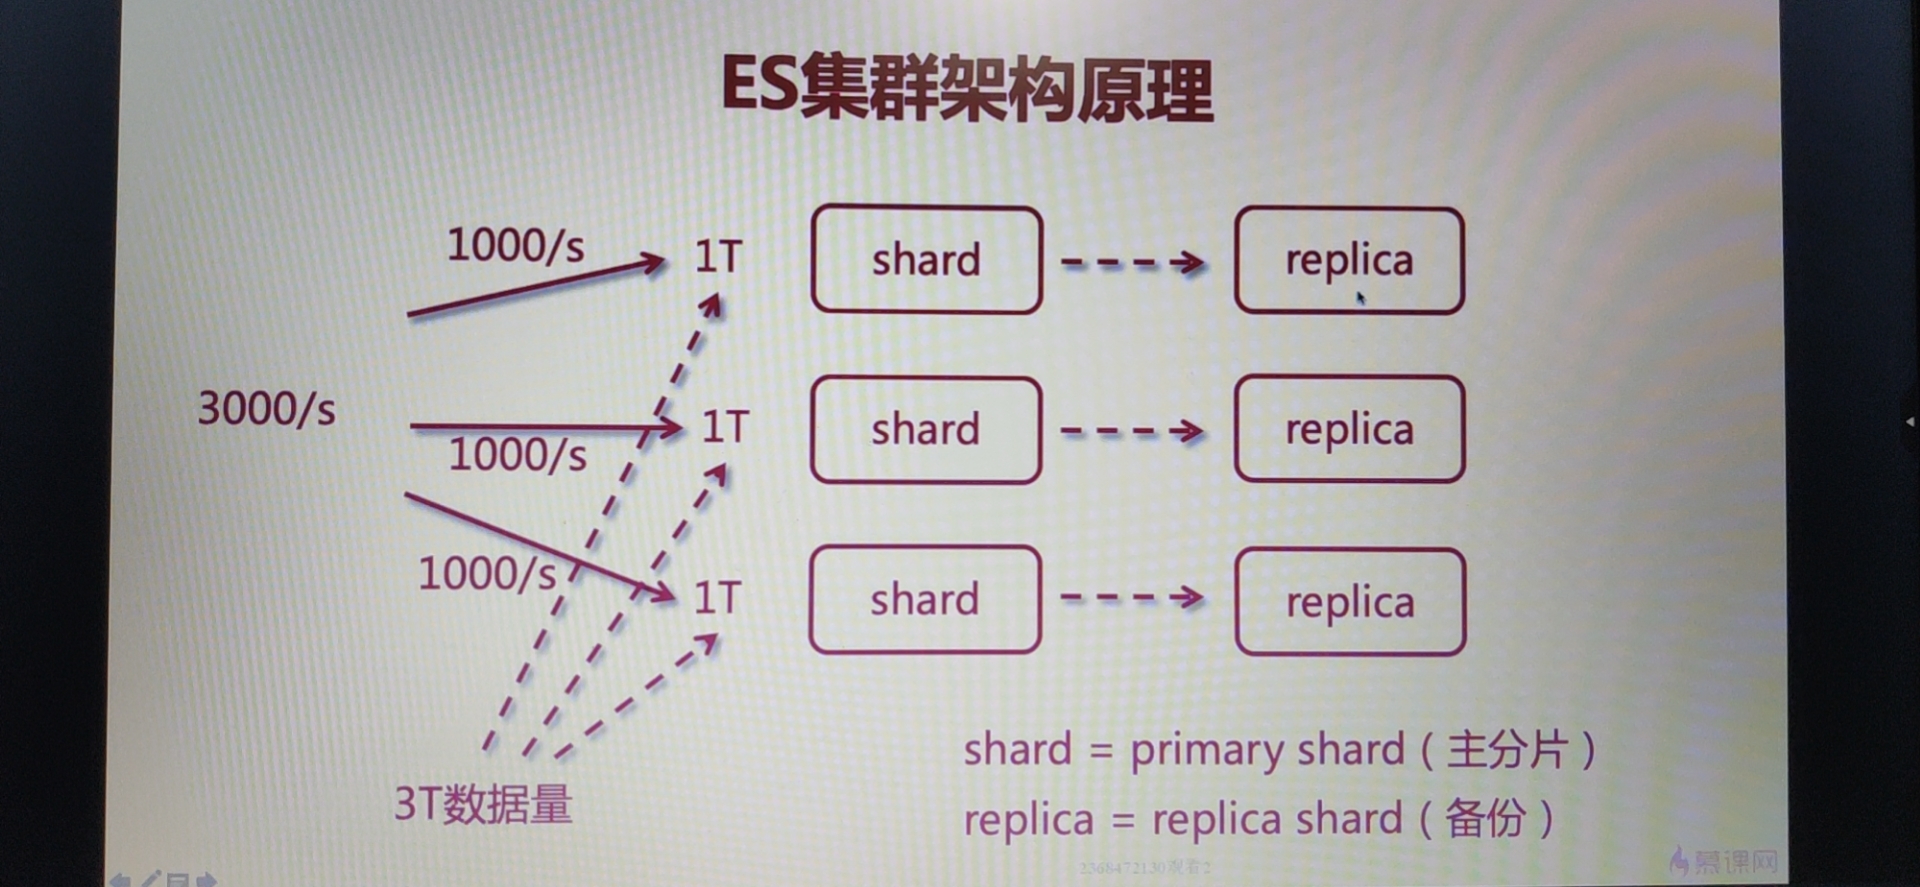 ES集群架构原理
1000/s
1T
shard
replica
3000/s
1000/s
1T
shard
replica
1000/s
1T
shard
replica
3T数据量
shard = primary shard（主分片）
replica = replica shard（备份）
2368472130观看2
慕课网